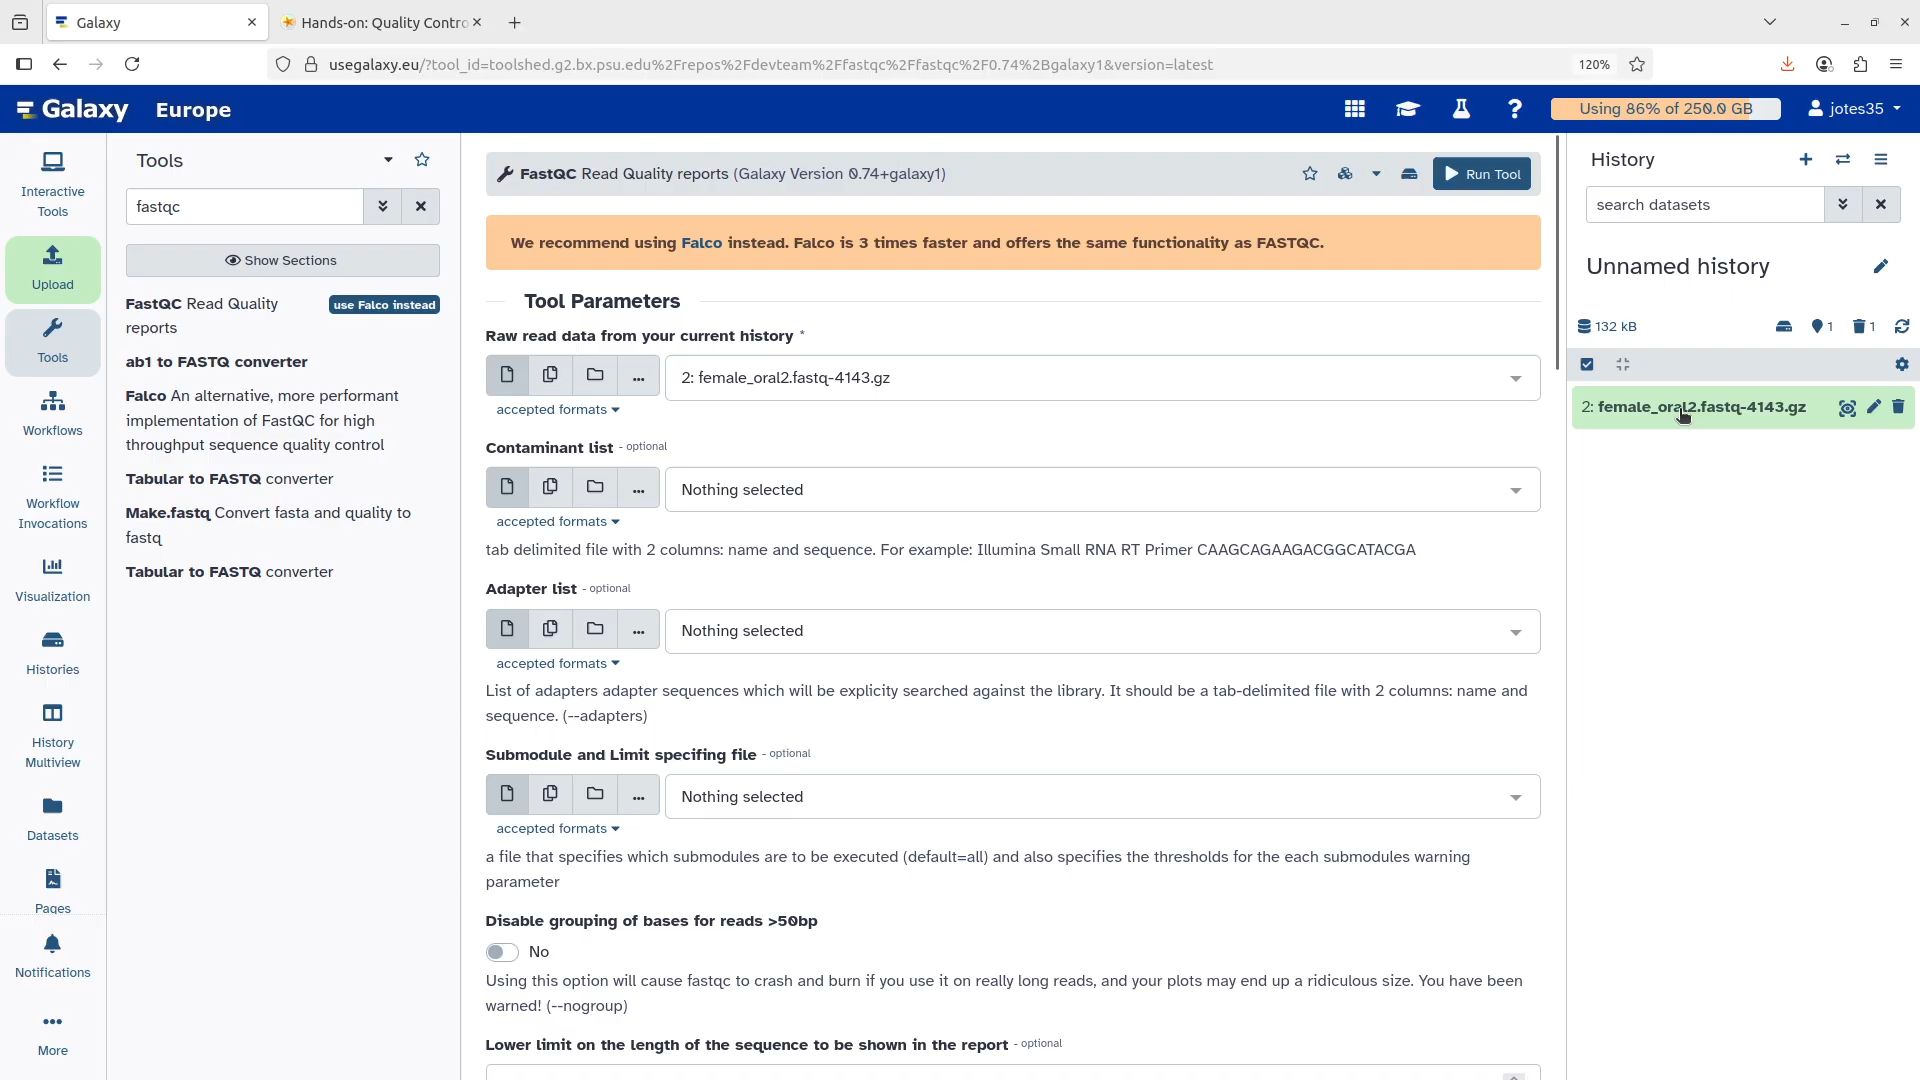 Galaxy
Hands-on: Quality Contro
usegalaxy.eu/?tool_id=toolshed.g2.bx.psu.edu%2Frepos%2Fdevteam%2Ffastqc%2Ffastqc%2F0.74%2Bgalaxy1&version=latest
120%
Galaxy Europe
Using 86% of 250.0 GB
jotes35
Interactive
Tools
Upload
Tools
Workflows
Workflow
Invocations
Visualization
Histories
History
Multiview
Datasets
Pages
Notifications
More
Tools
fastqc
Show Sections
FastQC Read Quality
reports
use Falco instead
ab1 to FASTQ converter
Falco An alternative, more performant
implementation of FastQC for high
throughput sequence quality control
Tabular to FASTQ converter
Make.fastq Convert fasta and quality to
fastq
Tabular to FASTQ converter
FastQC Read Quality reports (Galaxy Version 0.74+galaxy1)
Run Tool
We recommend using Falco instead. Falco is 3 times faster and offers the same functionality as FASTQC.
Tool Parameters
Raw read data from your current history *
2: female_oral2.fastq-4143.gz
accepted formats
Contaminant list - optional
Nothing selected
accepted formats
tab delimited file with 2 columns: name and sequence. For example: Illumina Small RNA RT Primer CAAGCAGAAGACGGCATACGA
Adapter list - optional
Nothing selected
accepted formats
List of adapters adapter sequences which will be explicity searched against the library. It should be a tab-delimited file with 2 columns: name and
sequence. (--adapters)
Submodule and Limit specifing file - optional
Nothing selected
accepted formats
a file that specifies which submodules are to be executed (default=all) and also specifies the thresholds for the each submodules warning
parameter
Disable grouping of bases for reads >50bp
No
Using this option will cause fastqc to crash and burn if you use it on really long reads, and your plots may end up a ridiculous size. You have been
warned! (--nogroup)
Lower limit on the length of the sequence to be shown in the report - optional
History
search datasets
Unnamed history
132 kB
1
1
2: female_oral2.fastq-4143.gz